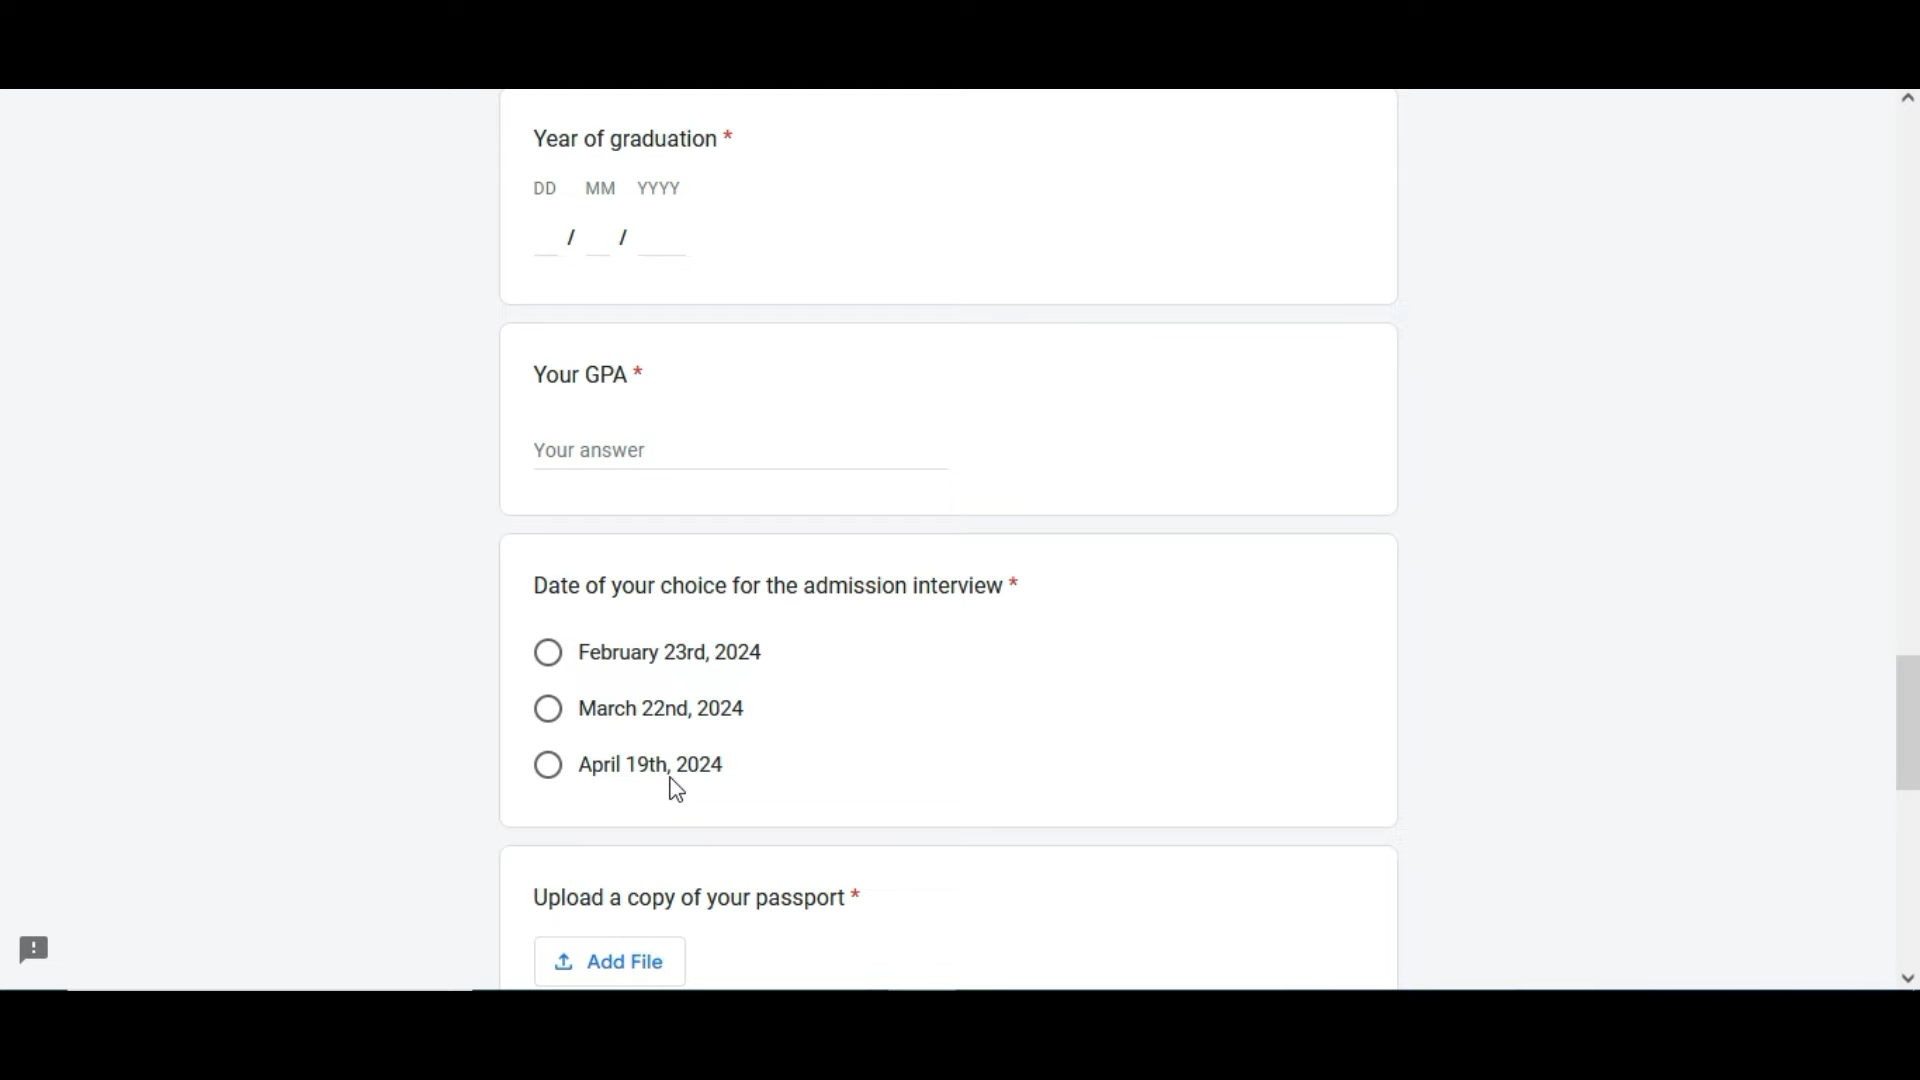 Year of graduation *
DD MM YYYY
/ /
Your GPA *
Your answer
Date of your choice for the admission interview *
February 23rd, 2024
March 22nd, 2024
April 19th, 2024
Upload a copy of your passport *
Add File